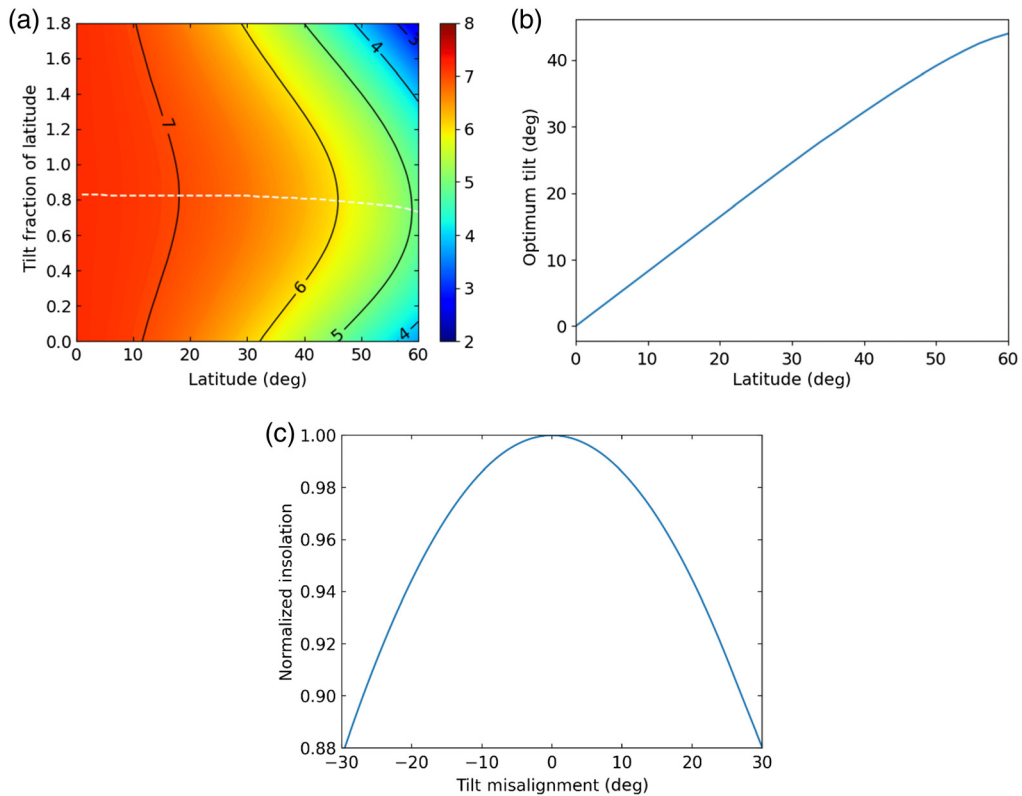 (a)
1.8
1.6
1.4
1.2
1.0
0.8
0.6
0.4
0.2
0.0
Tilt fraction of latitude
7
6
5
4
4
3
0 10 20 30 40 50 60
Latitude (deg)
8
7
6
5
4
3
2
(b)
40
30
20
10
0
Optimum tilt (deg)
0 10 20 30 40 50 60
Latitude (deg)
(c)
1.00
0.98
0.96
0.94
0.92
0.90
0.88
Normalized insolation
−30 −20 −10 0 10 20 30
Tilt misalignment (deg)